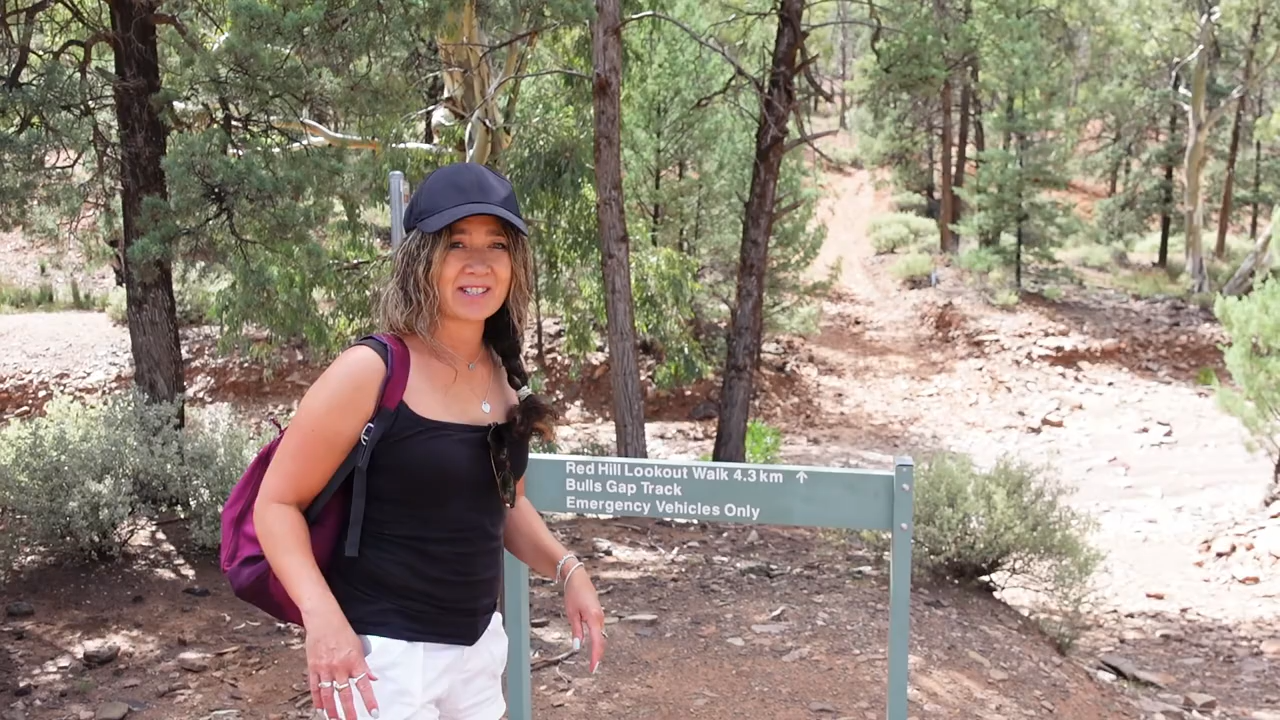 Red Hill Lookout Walk 4.3 km ↑
Bulls Gap Track
Emergency Vehicles Only